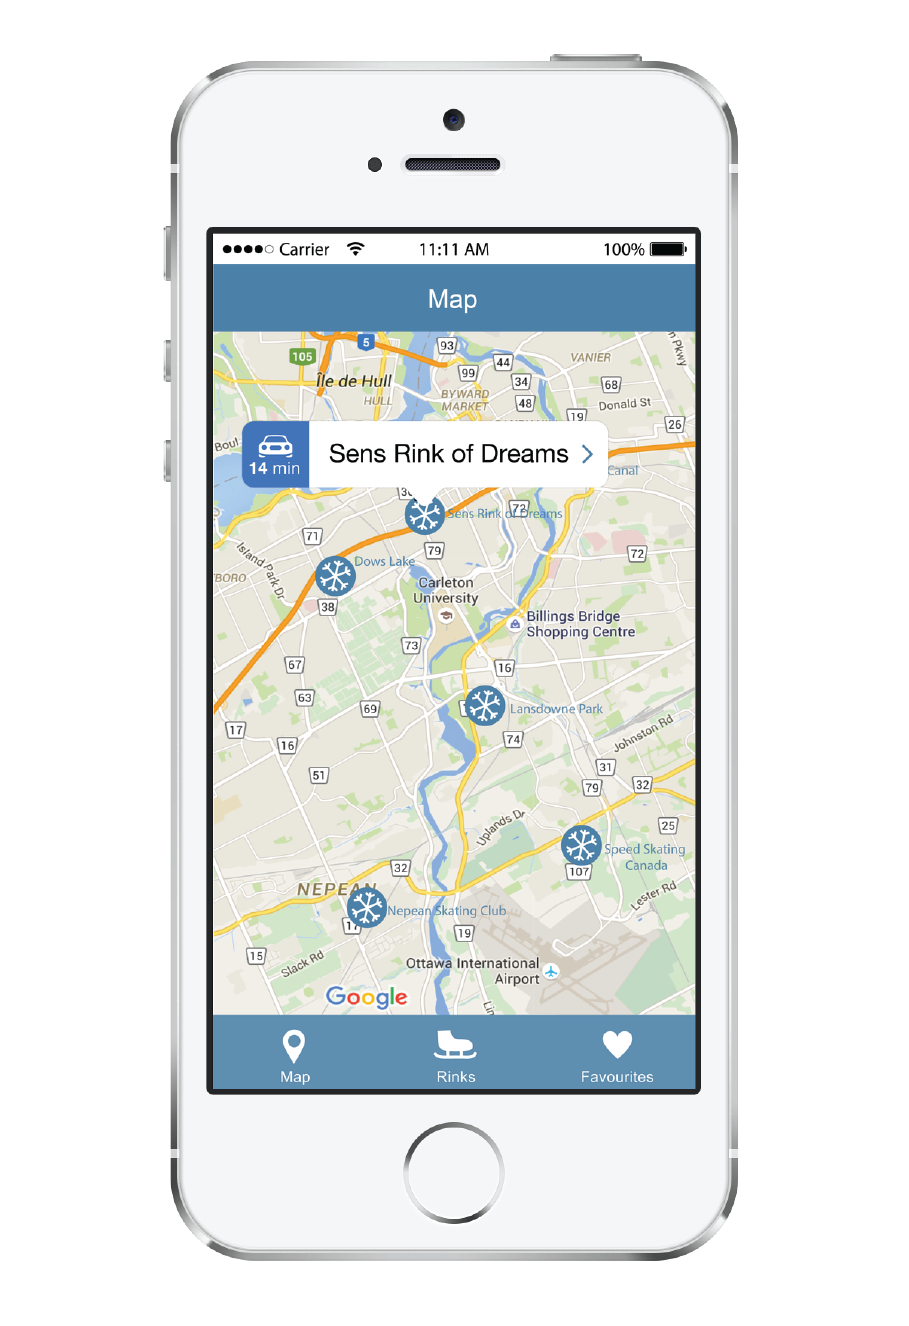 Carrier 11:11 AM 100%
Map
5
93
105
44
VANIER
Pkwy
99
34
68
Île de Hull
HULL
BYWARD
MARKET
48
Donald St
19
26
Boul
14 min
Sens Rink of Dreams
Canal
Sens Rink of Dreams
71
72
79
Island Park Dr
Dows Lake
BORO
Carleton
University
38
Billings Bridge
Shopping Centre
73
67
16
63
69
Lansdowne Park
17
16
74
Johnston Rd
51
31
79
32
Uplands Dr
25
Speed Skating
Canada
107
32
NEPEAN
Lester Rd
Nepean Skating Club
17
19
15
Slack Rd
Ottawa International
Airport
Google
Lin
Map Rinks Favourites